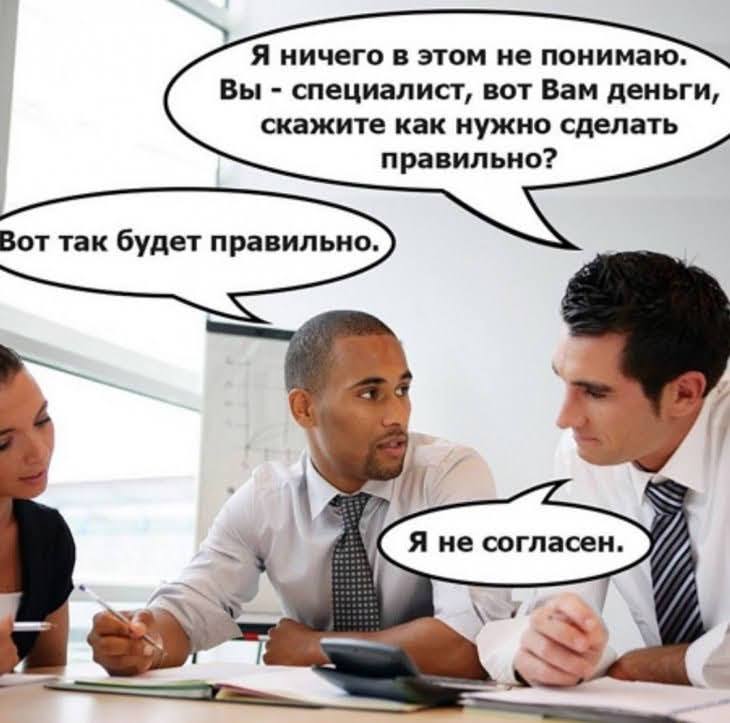 Я ничего в этом не понимаю.
Вы - специалист, вот Вам деньги,
скажите как нужно сделать
правильно?
Вот так будет правильно.
Я не согласен.